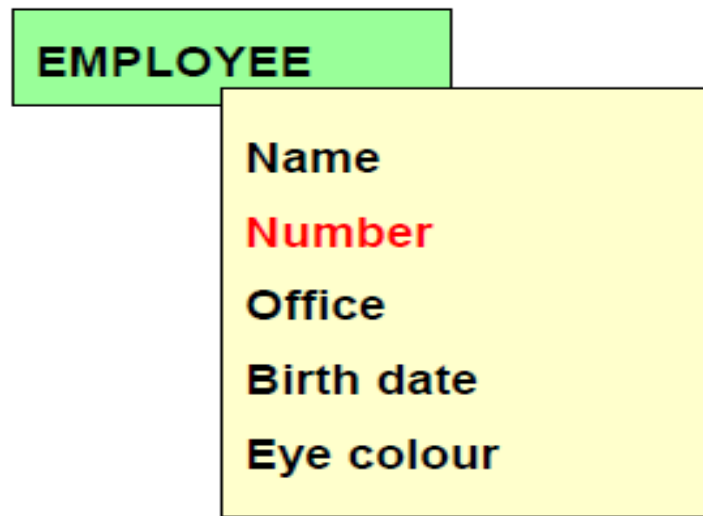 EMPLOYEE
Name
Number
Office
Birth date
Eye colour